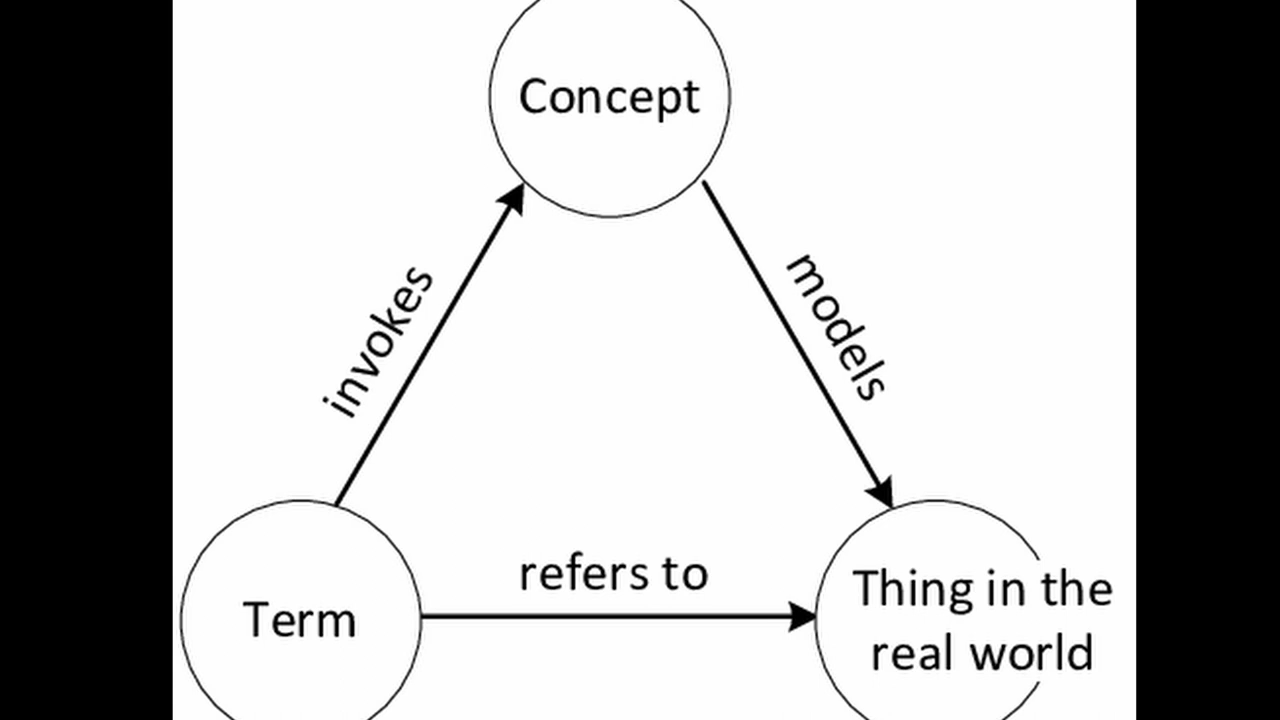 Concept
invokes
models
refers to
Term
Thing in the
real world